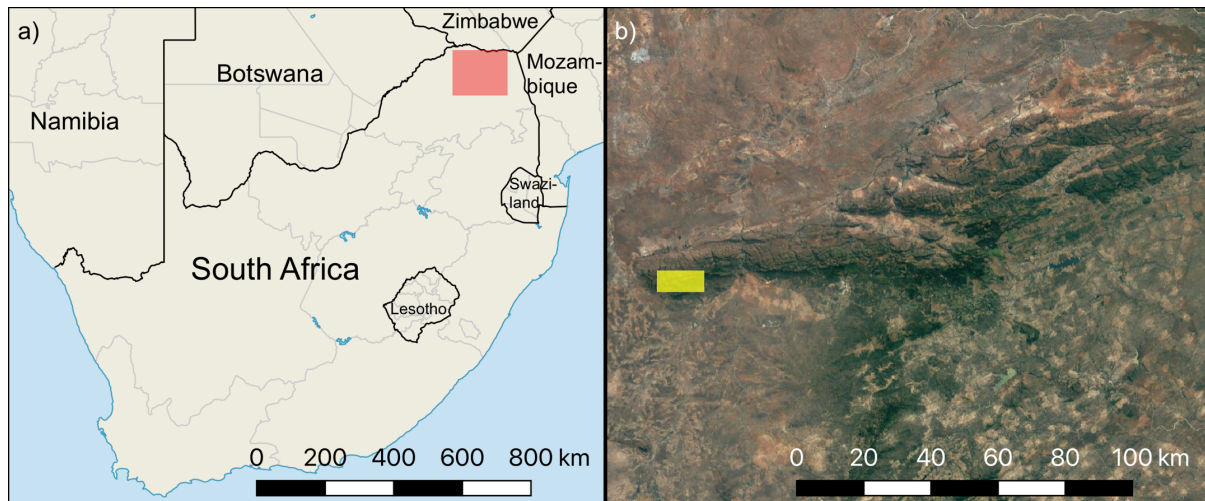 a)
Zimbabwe
Botswana
Mozam-
bique
Namibia
Swazi-
land
South Africa
Lesotho
0 200 400 600 800 km
b)
0 20 40 60 80 100 km